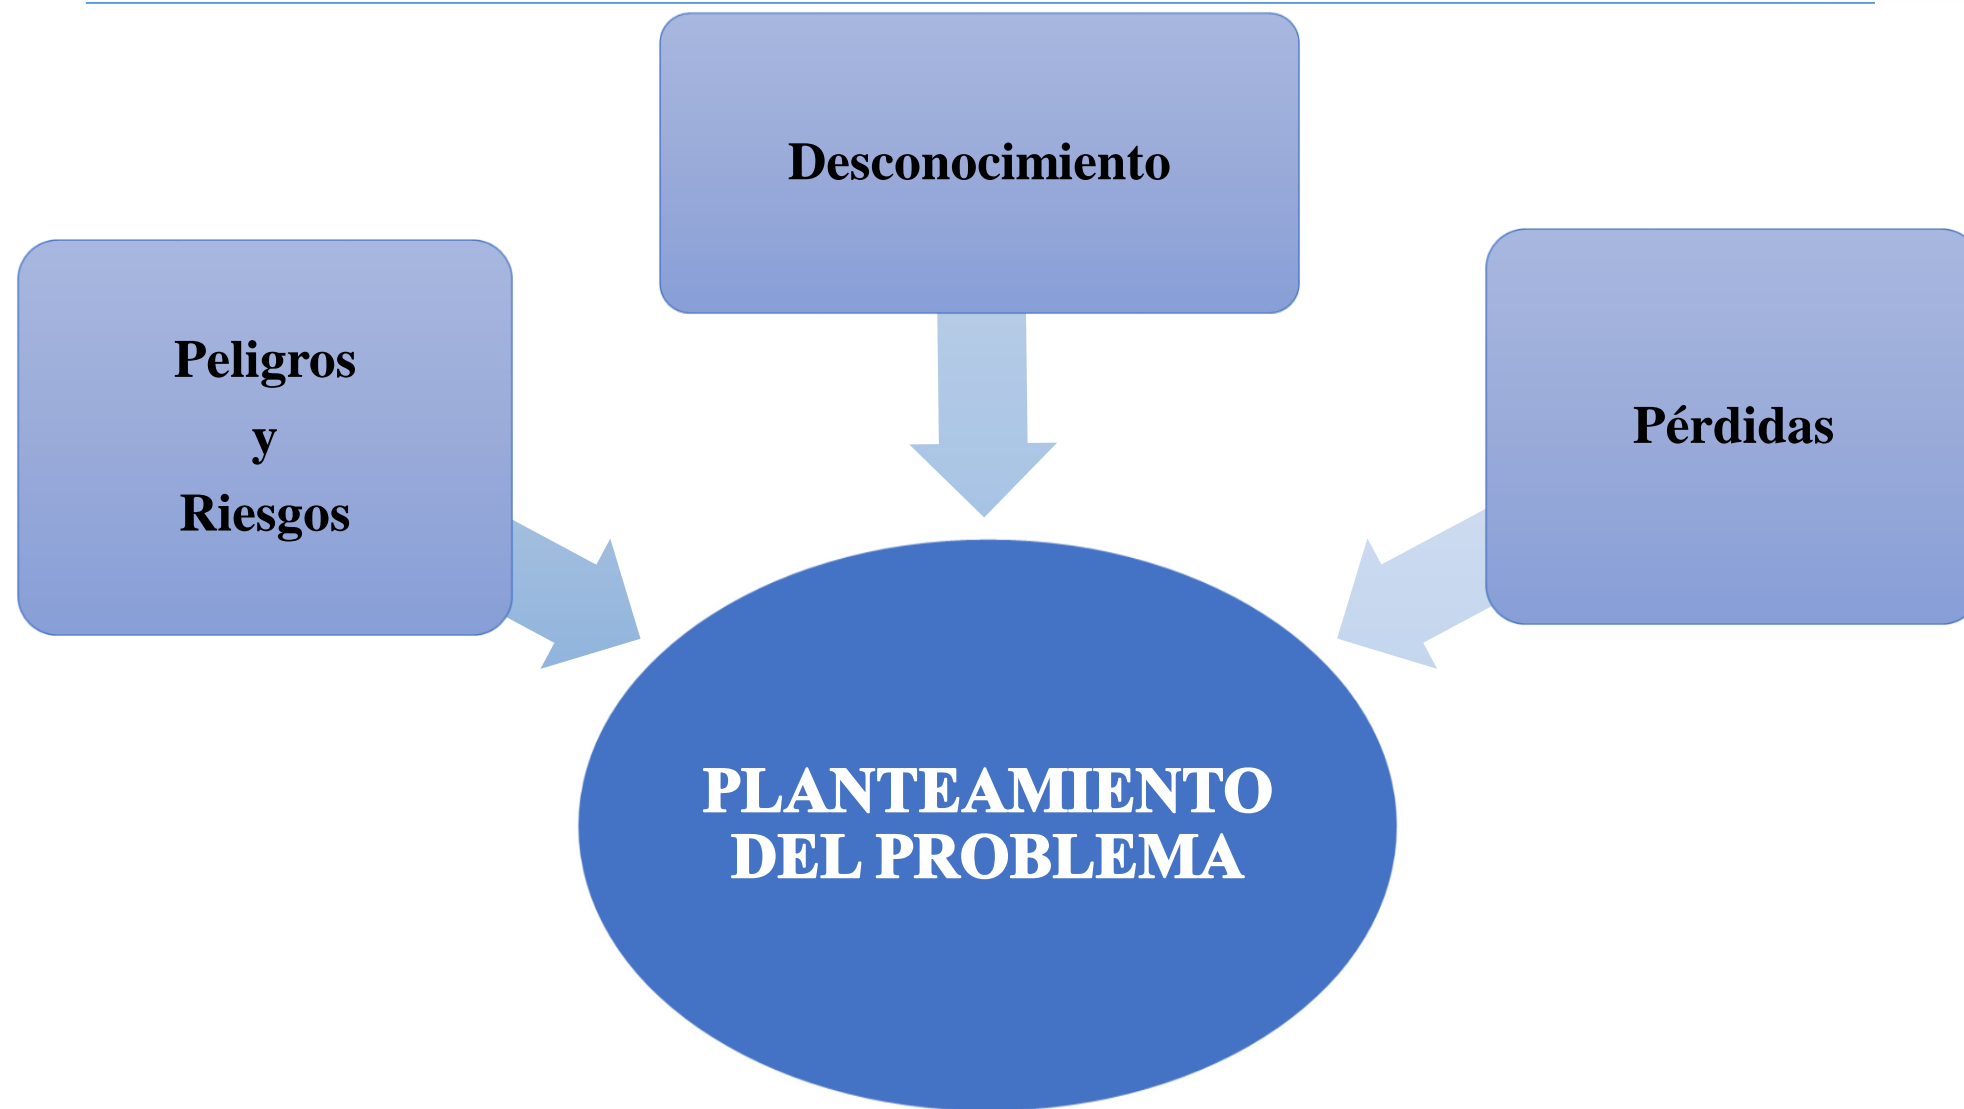 Desconocimiento
Peligros
y
Riesgos
Pérdidas
PLANTEAMIENTO
DEL PROBLEMA